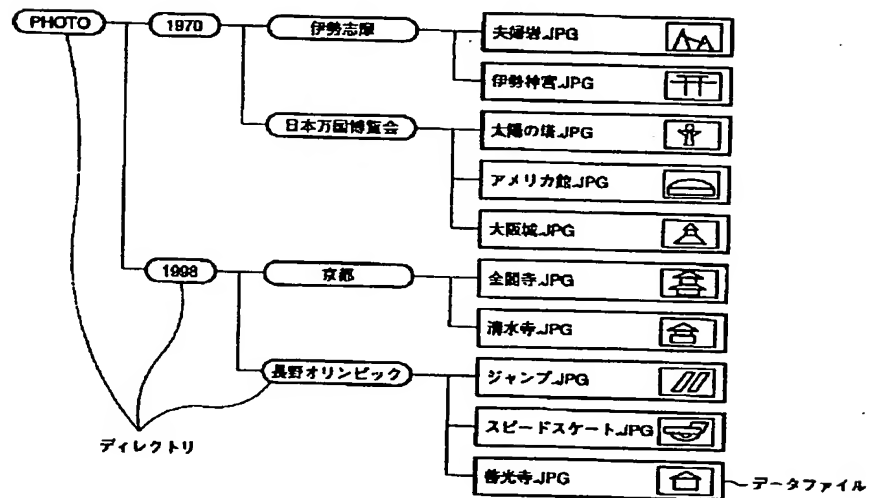 PHOTO
1970
伊勢志摩
夫婦岩.JPG
伊勢神宮.JPG
日本万国博覧会
太陽の塔.JPG
アメリカ館.JPG
大阪城.JPG
1998
京都
金閣寺.JPG
清水寺.JPG
長野オリンピック
ジャンプ.JPG
スピードスケート.JPG
善光寺.JPG
ディレクトリ
データファイル